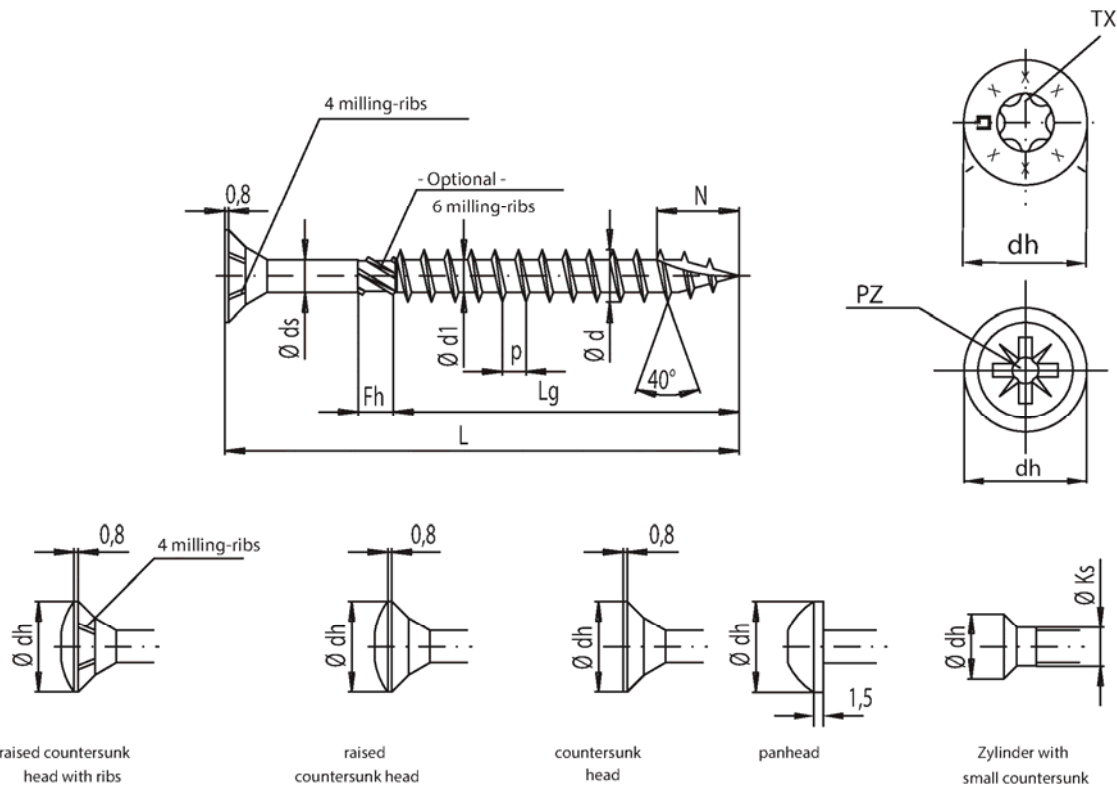 TX
4 milling-ribs
- Optional -
6 milling-ribs
0,8
N
dh
PZ
Ø ds
Ø d1
p
Ø d
40°
Fh
Lg
L
dh
0,8
4 milling-ribs
0,8
0,8
Ø dh
Ø dh
Ø dh
Ø dh
Ø dh
Ø Ks
1,5
raised countersunk
head with ribs
raised
countersunk head
countersunk
head
panhead
Zylinder with
small countersunk